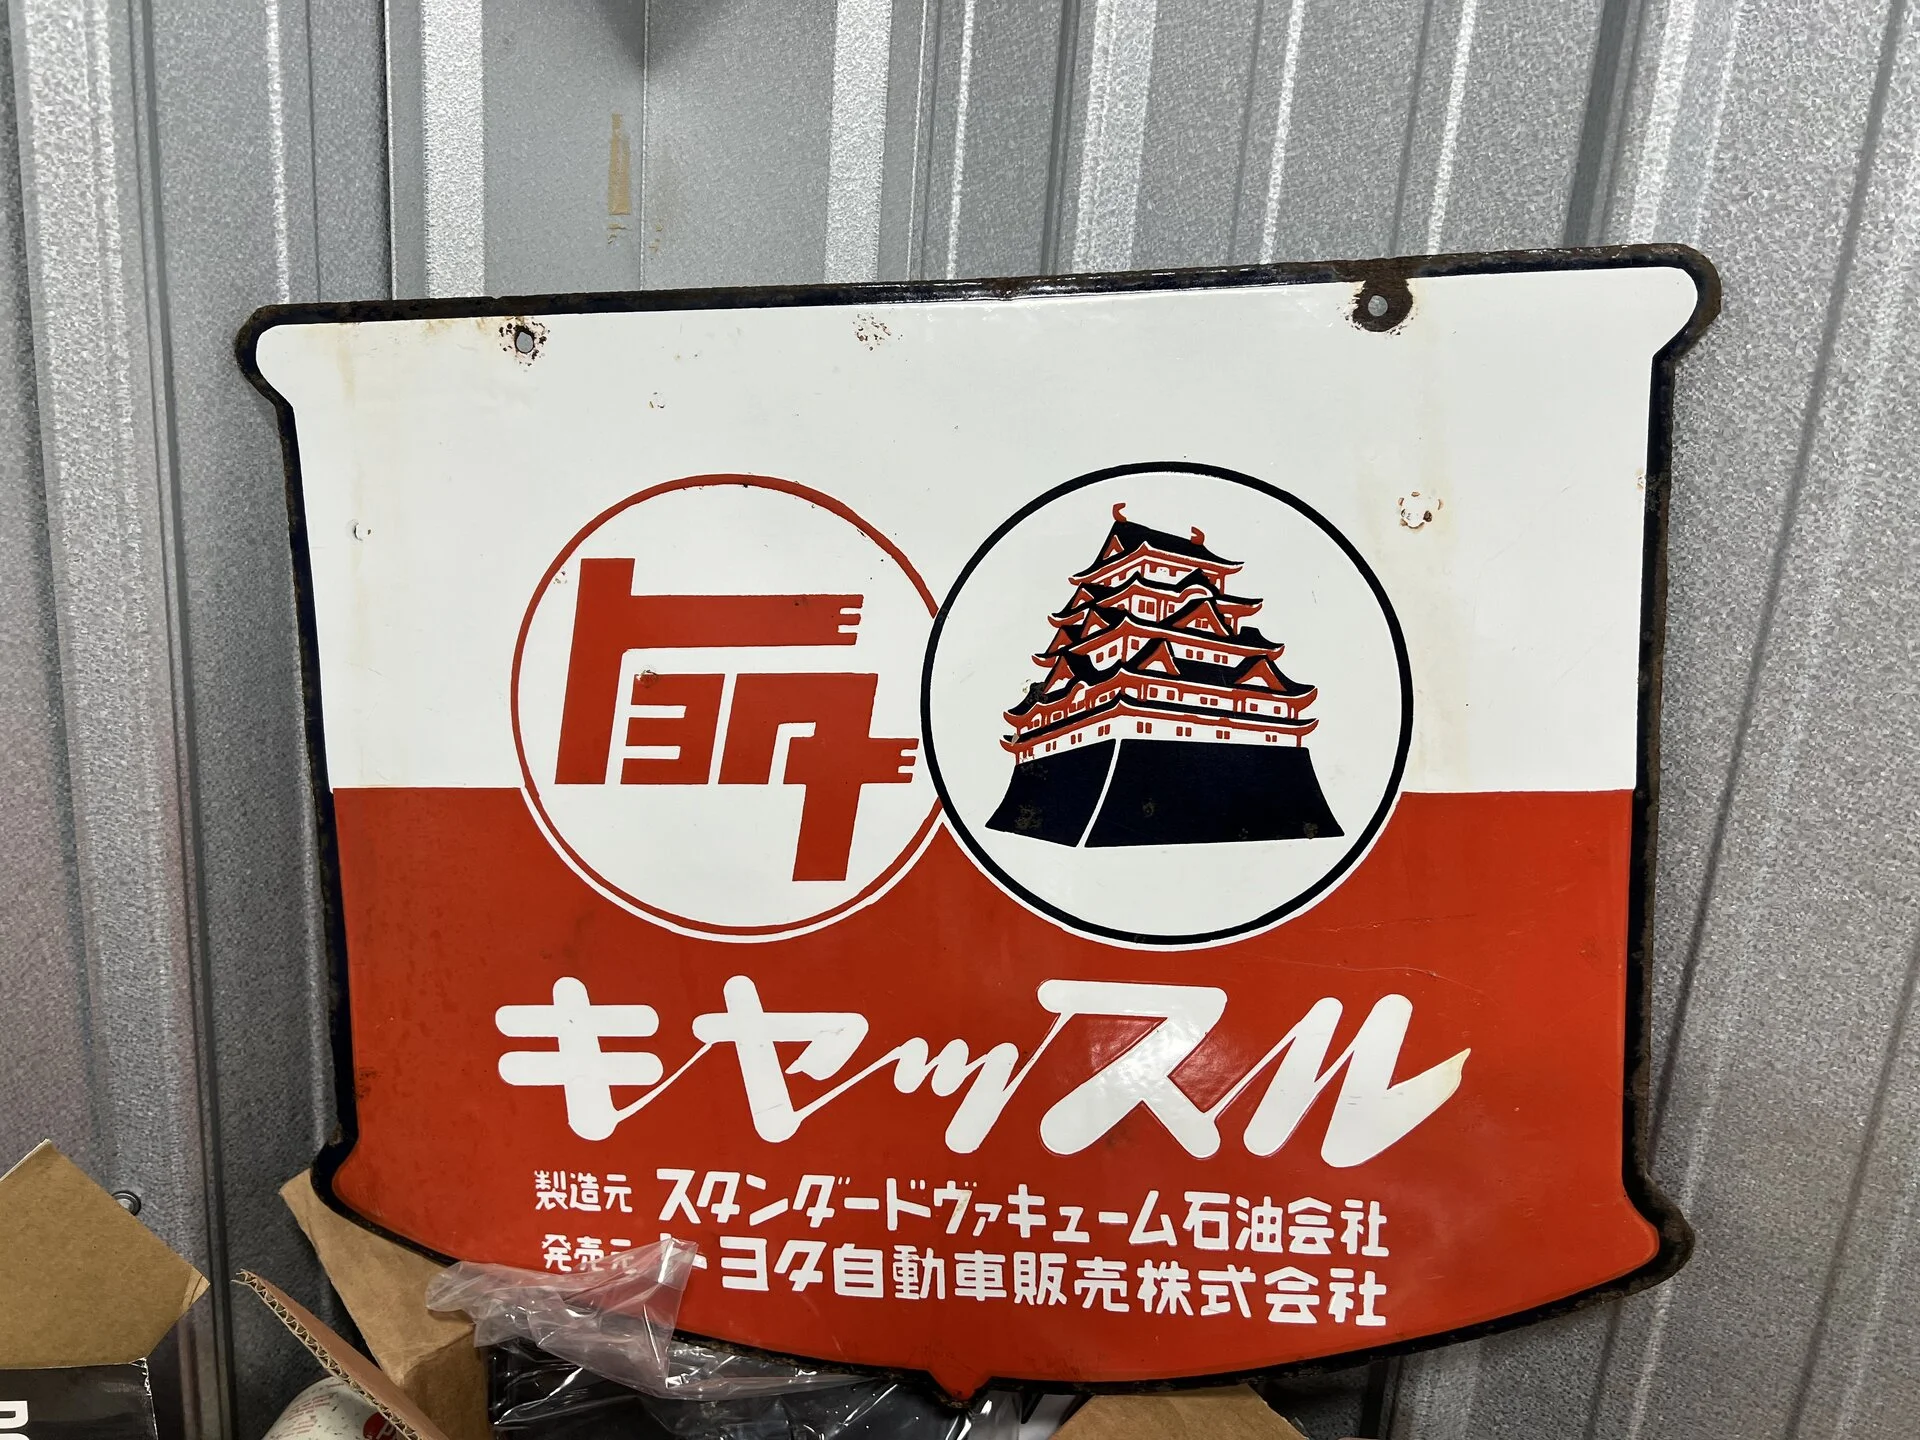 トヨタ
キャッスル
製造元 スタンダードヴァキューム石油会社
発売元 トヨタ自動車販売株式会社